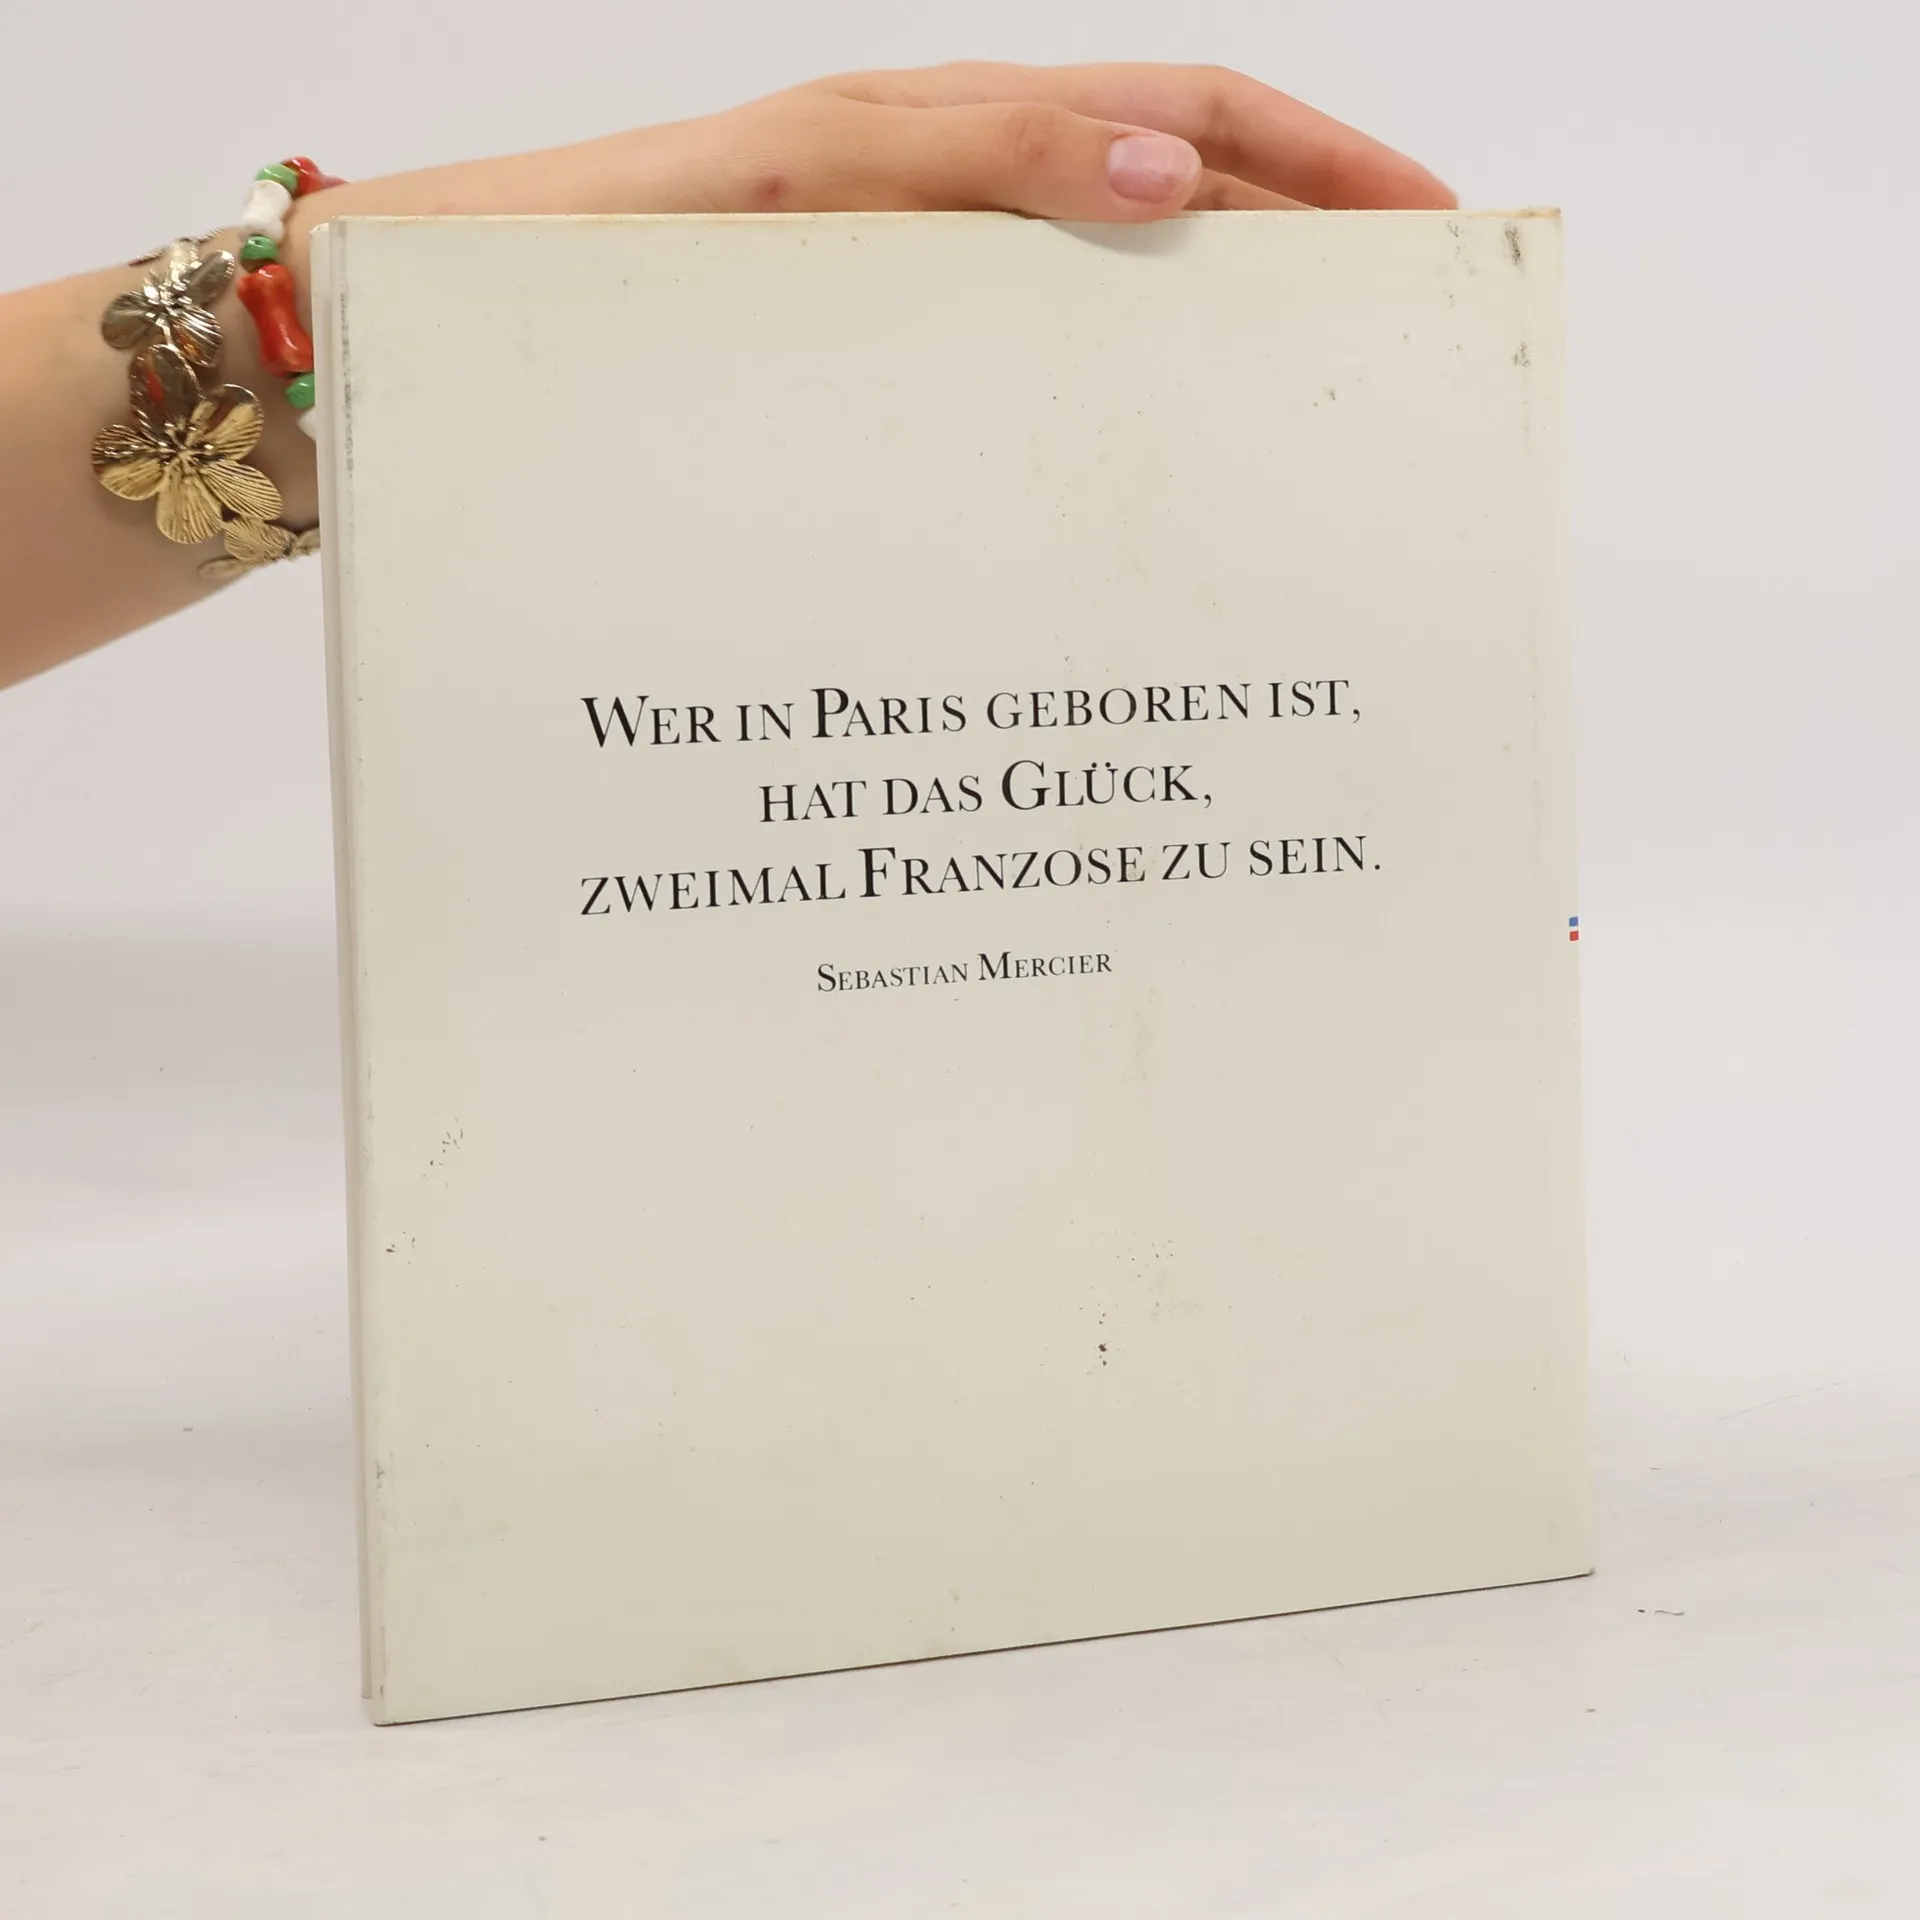 WER IN PARIS GEBOREN IST,
HAT DAS GLÜCK,
ZWEIMAL FRANZOSE ZU SEIN.
SEBASTIAN MERCIER